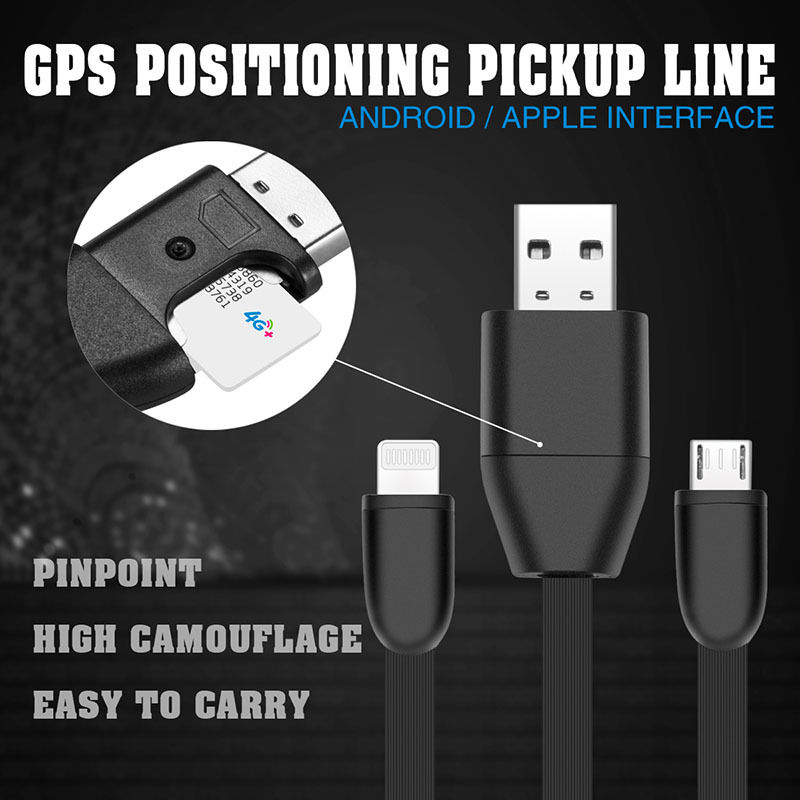 GPS POSITIONING PICKUP LINE
ANDROID / APPLE INTERFACE
4G+
PINPOINT
HIGH CAMOUFLAGE
EASY TO CARRY